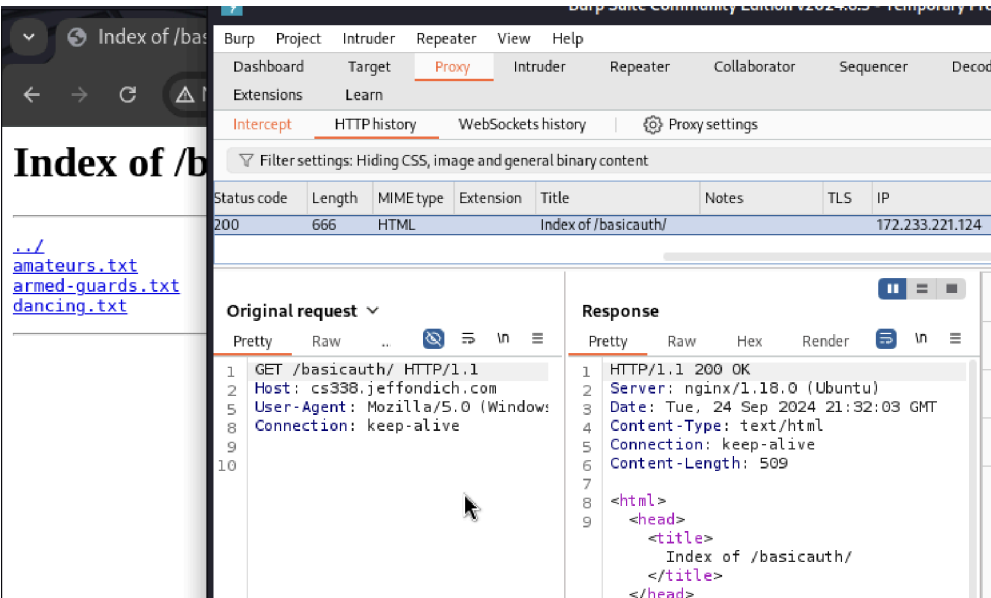 Burp Suite Community Edition v2024.8.3 - Temporary Pro
Index of /bas
Burp Project Intruder Repeater View Help
Dashboard Target Proxy Intruder Repeater Collaborator Sequencer Decod
Extensions Learn
Intercept HTTP history WebSockets history Proxy settings
Filter settings: Hiding CSS, image and general binary content
Status code Length MIME type Extension Title Notes TLS IP
200 666 HTML Index of /basicauth/ 172.233.221.124
Index of /b
../
amateurs.txt
armed-guards.txt
dancing.txt
Original request
Pretty Raw ... \n
1 GET /basicauth/ HTTP/1.1
2 Host: cs338.jeffondich.com
5 User-Agent: Mozilla/5.0 (Windows
8 Connection: keep-alive
9
10
Response
Pretty Raw Hex Render \n
1 HTTP/1.1 200 OK
2 Server: nginx/1.18.0 (Ubuntu)
3 Date: Tue, 24 Sep 2024 21:32:03 GMT
4 Content-Type: text/html
5 Connection: keep-alive
6 Content-Length: 509
7
8 <html>
9 <head>
<title>
Index of /basicauth/
</title>
</head>